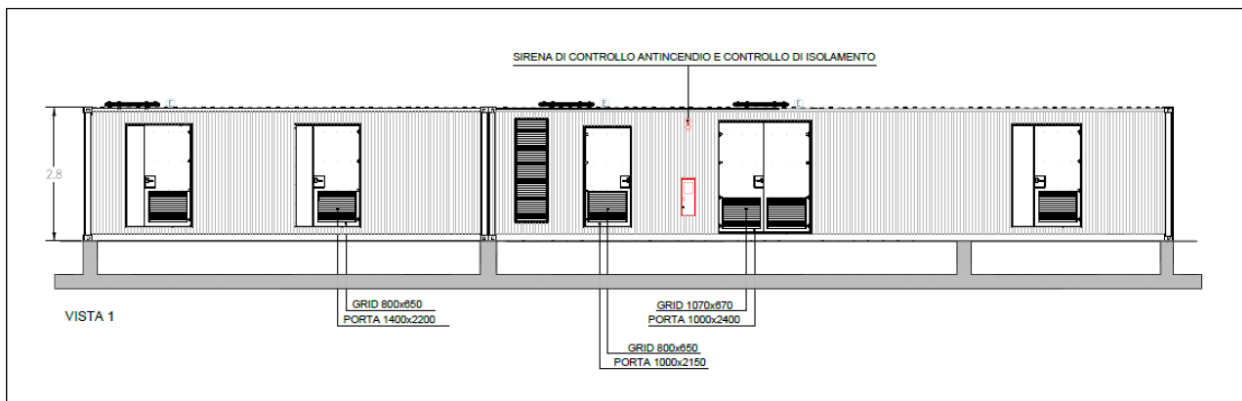 SIRENA DI CONTROLLO ANTINCENDIO E CONTROLLO DI ISOLAMENTO
E
E
E
2.8
GRID 800x650
PORTA 1400x2200
GRID 1070x670
PORTA 1000x2400
VISTA 1
GRID 800x650
PORTA 1000x2150